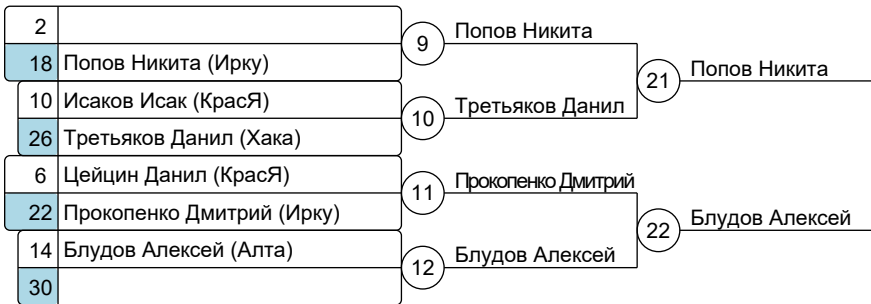 2
9
Попов Никита
18 Попов Никита (Ирку)
21
Попов Никита
10 Исаков Исак (КрасЯ)
10
Третьяков Данил
26 Третьяков Данил (Хака)
6 Цейцин Данил (КрасЯ)
11
Прокопенко Дмитрий
22 Прокопенко Дмитрий (Ирку)
22
Блудов Алексей
14 Блудов Алексей (Алта)
12
Блудов Алексей
30